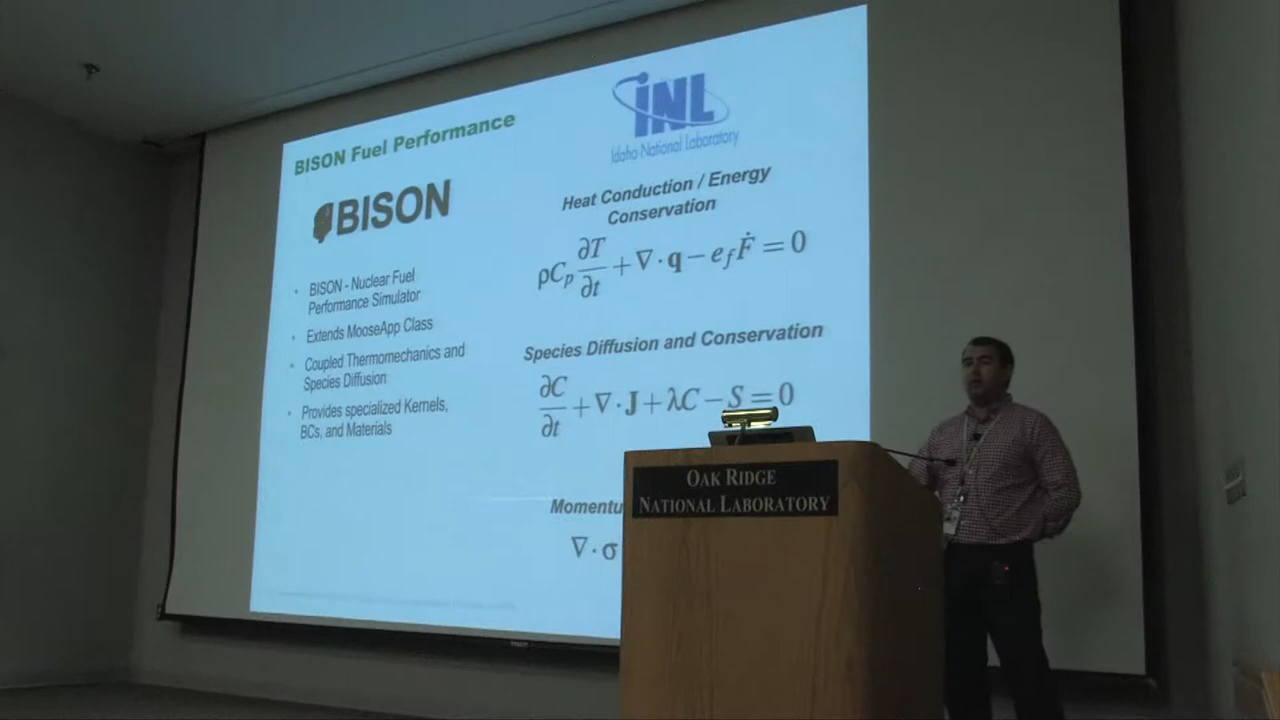 BISON Fuel Performance
BISON
• BISON - Nuclear Fuel
Performance Simulator
• Extends MooseApp Class
• Coupled Thermomechanics and
Species Diffusion
• Provides specialized Kernels,
BCs, and Materials
INL
Idaho National Laboratory
Heat Conduction / Energy
Conservation
ρCp ∂T/∂t + ∇ · q − ef Ḟ = 0
Species Diffusion and Conservation
∂C/∂t + ∇ · J + λC − S = 0
Momentu
∇ · σ
OAK RIDGE
NATIONAL LABORATORY